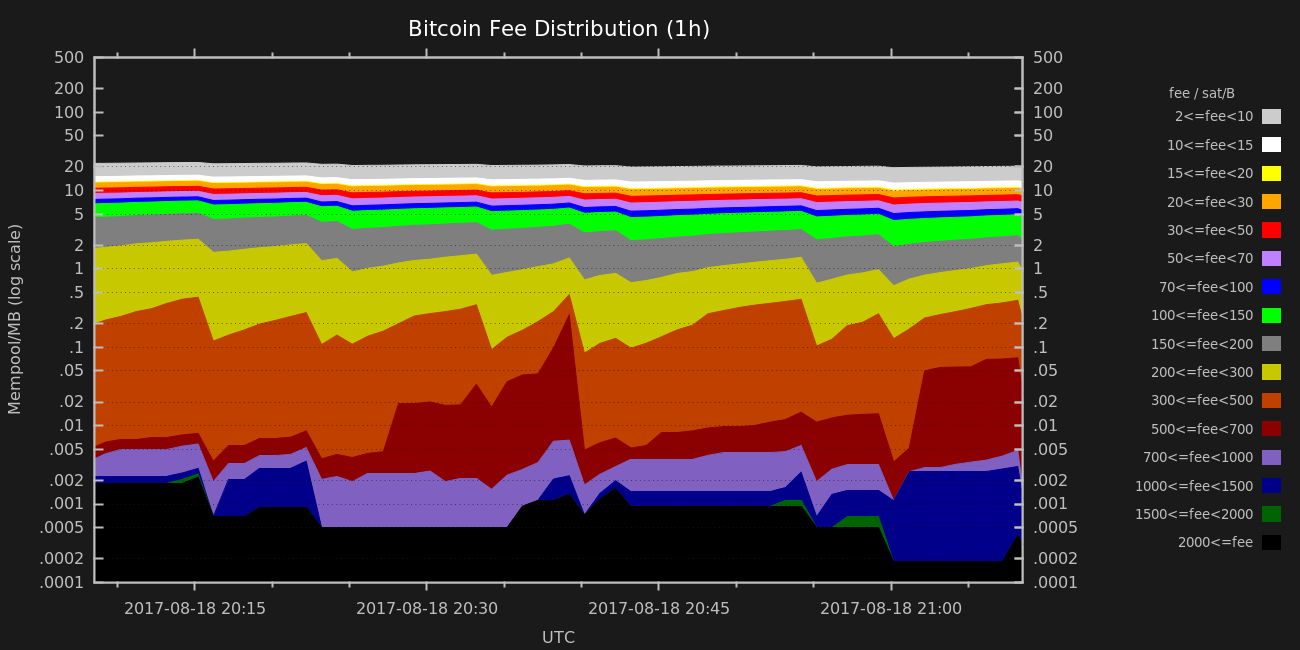 Bitcoin Fee Distribution (1h)
500 500
200 200
100 100
50 50
20 20
10 10
5 5
2 2
1 1
.5 .5
.2 .2
.1 .1
.05 .05
.02 .02
.01 .01
.005 .005
.002 .002
.001 .001
.0005 .0005
.0002 .0002
.0001 .0001
Mempool/MB (log scale)
2017-08-18 20:15 2017-08-18 20:30 2017-08-18 20:45 2017-08-18 21:00
UTC
fee / sat/B
2<=fee<10
10<=fee<15
15<=fee<20
20<=fee<30
30<=fee<50
50<=fee<70
70<=fee<100
100<=fee<150
150<=fee<200
200<=fee<300
300<=fee<500
500<=fee<700
700<=fee<1000
1000<=fee<1500
1500<=fee<2000
2000<=fee